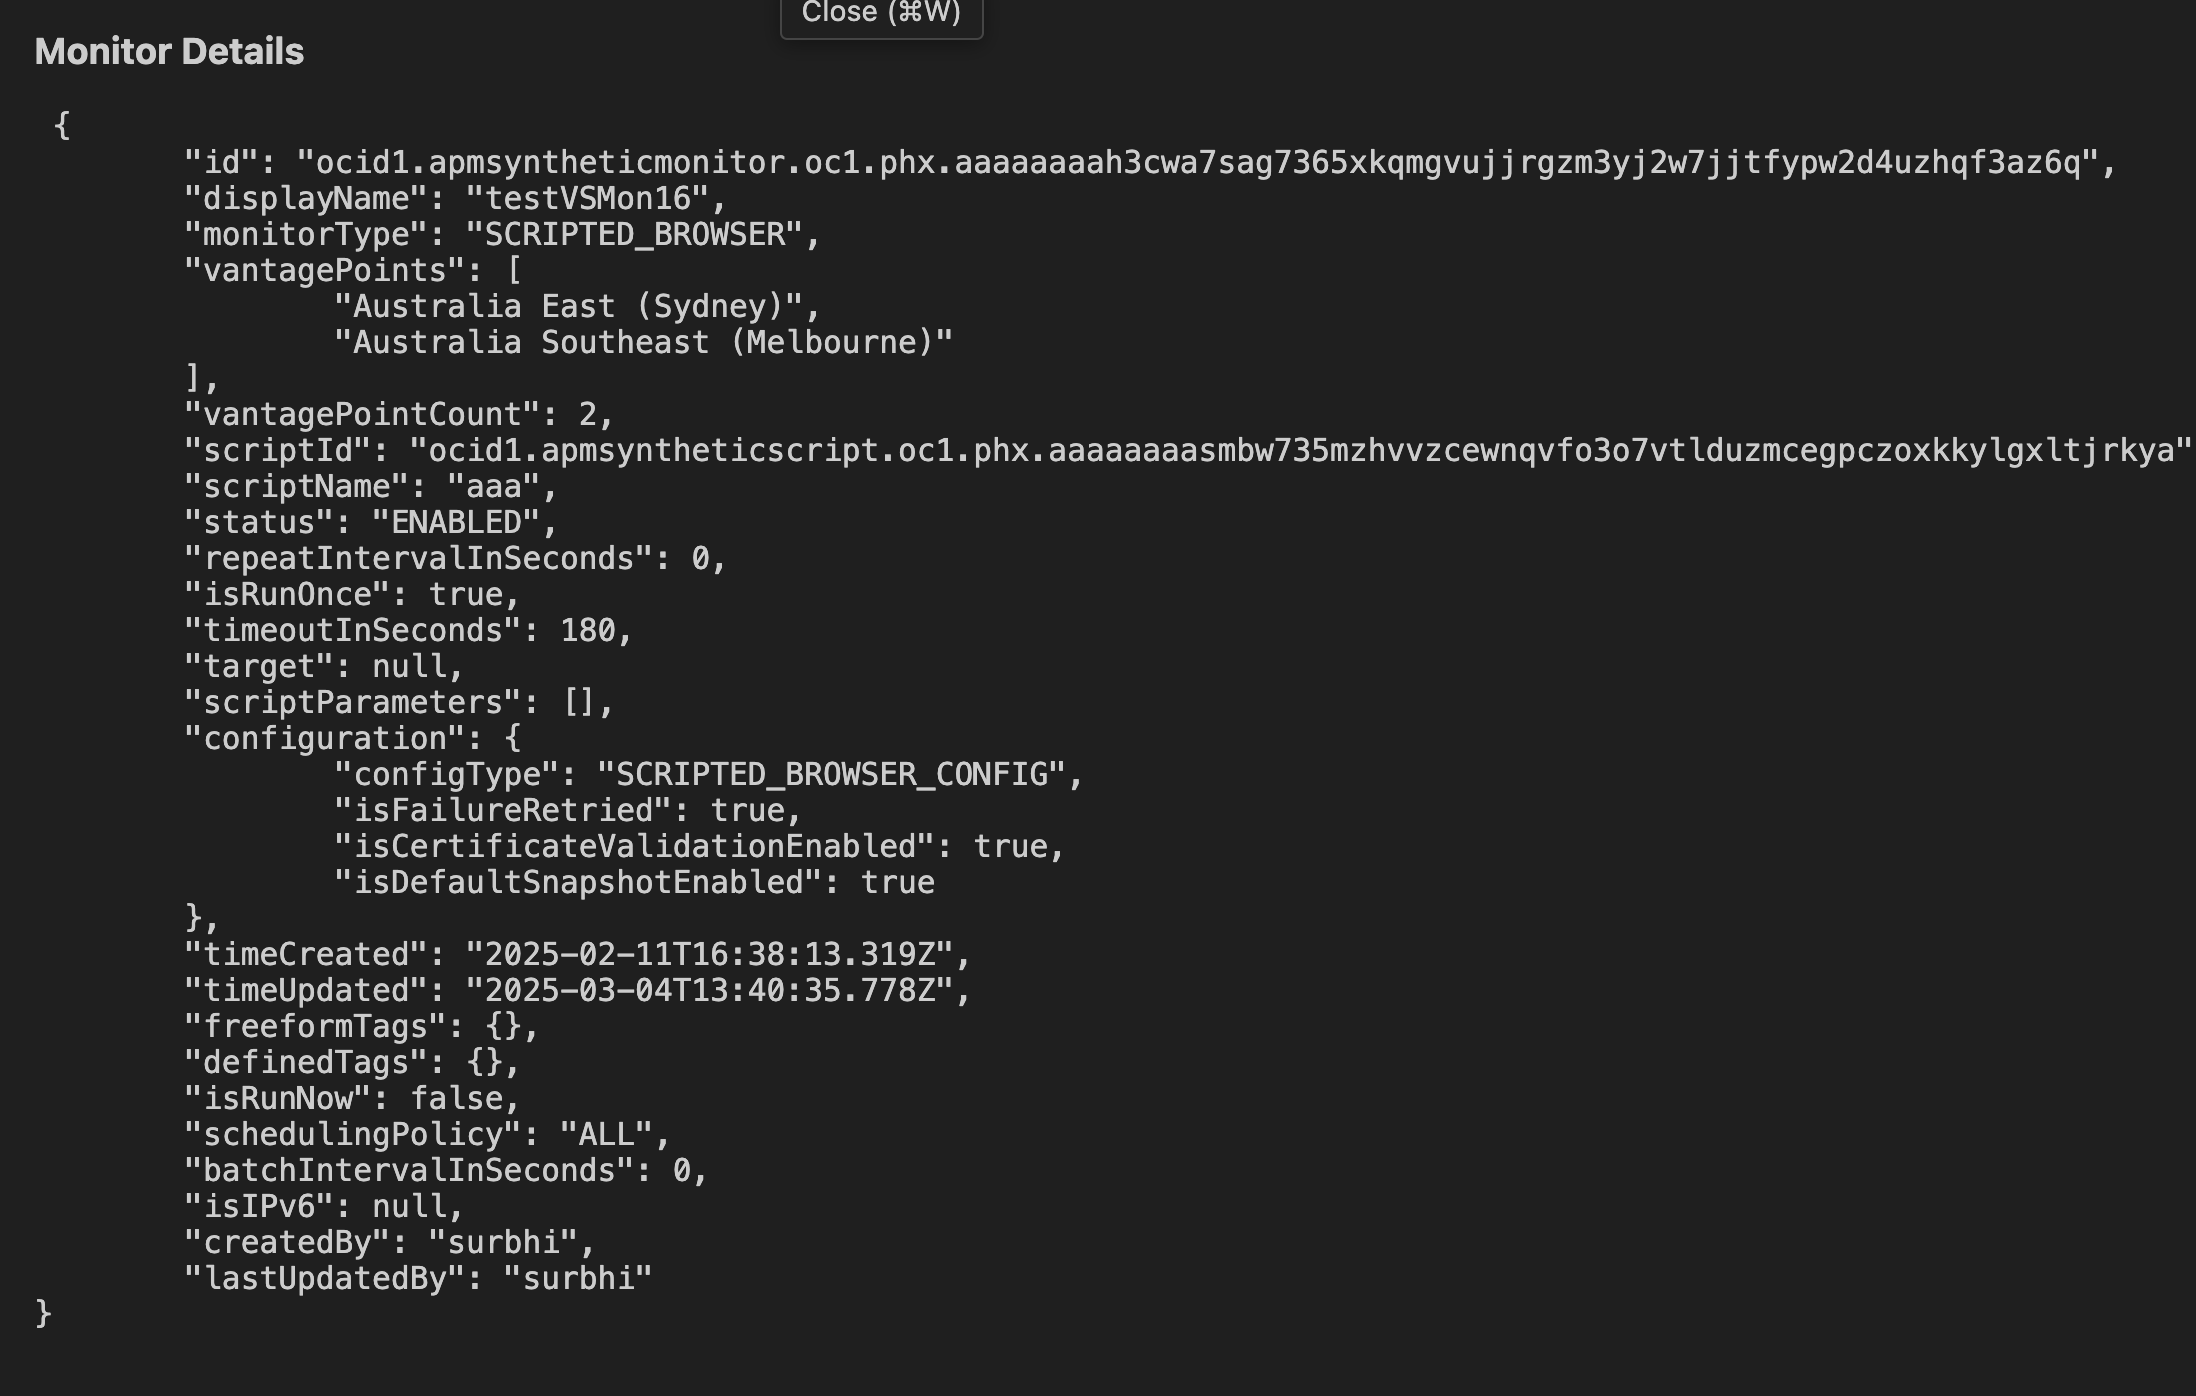 Close (⌘W)
Monitor Details
{
"id": "ocid1.apmsyntheticmonitor.oc1.phx.aaaaaaaah3cwa7sag7365xkqmgvujjrgzm3yj2w7jjtfypw2d4uzhqf3az6q",
"displayName": "testVSMon16",
"monitorType": "SCRIPTED_BROWSER",
"vantagePoints": [
"Australia East (Sydney)",
"Australia Southeast (Melbourne)"
],
"vantagePointCount": 2,
"scriptId": "ocid1.apmsyntheticscript.oc1.phx.aaaaaaaasmbw735mzhvvzcewnqvfo3o7vtlduzmcegpczoxkkylgxltjrkya"
"scriptName": "aaa",
"status": "ENABLED",
"repeatIntervalInSeconds": 0,
"isRunOnce": true,
"timeoutInSeconds": 180,
"target": null,
"scriptParameters": [],
"configuration": {
"configType": "SCRIPTED_BROWSER_CONFIG",
"isFailureRetried": true,
"isCertificateValidationEnabled": true,
"isDefaultSnapshotEnabled": true
},
"timeCreated": "2025-02-11T16:38:13.319Z",
"timeUpdated": "2025-03-04T13:40:35.778Z",
"freeformTags": {},
"definedTags": {},
"isRunNow": false,
"schedulingPolicy": "ALL",
"batchIntervalInSeconds": 0,
"isIPv6": null,
"createdBy": "surbhi",
"lastUpdatedBy": "surbhi"
}